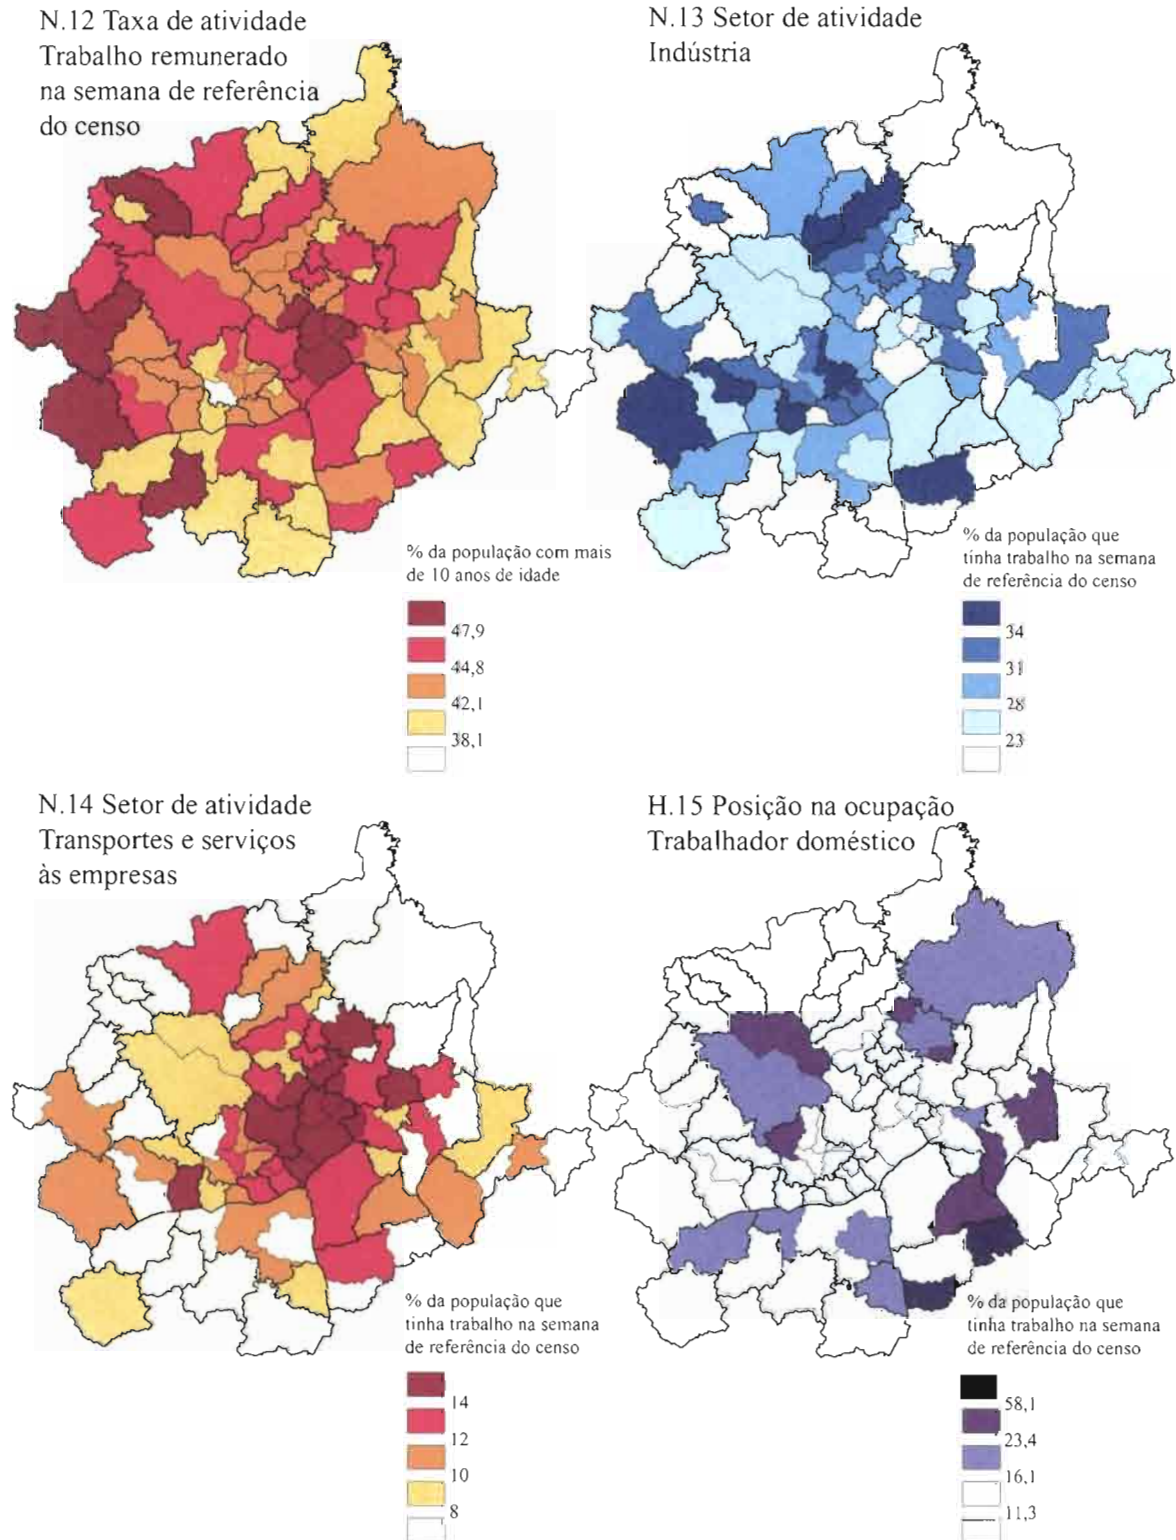 N.12 Taxa de atividade
Trabalho remunerado
na semana de referência
do censo
% da população com mais
de 10 anos de idade
47,9
44,8
42,1
38,1
N.13 Setor de atividade
Indústria
% da população que
tinha trabalho na semana
de referência do censo
34
31
28
23
N.14 Setor de atividade
Transportes e serviços
às empresas
% da população que
tinha trabalho na semana
de referência do censo
14
12
10
8
H.15 Posição na ocupação
Trabalhador doméstico
% da população que
tinha trabalho na semana
de referência do censo
58,1
23,4
16,1
11,3